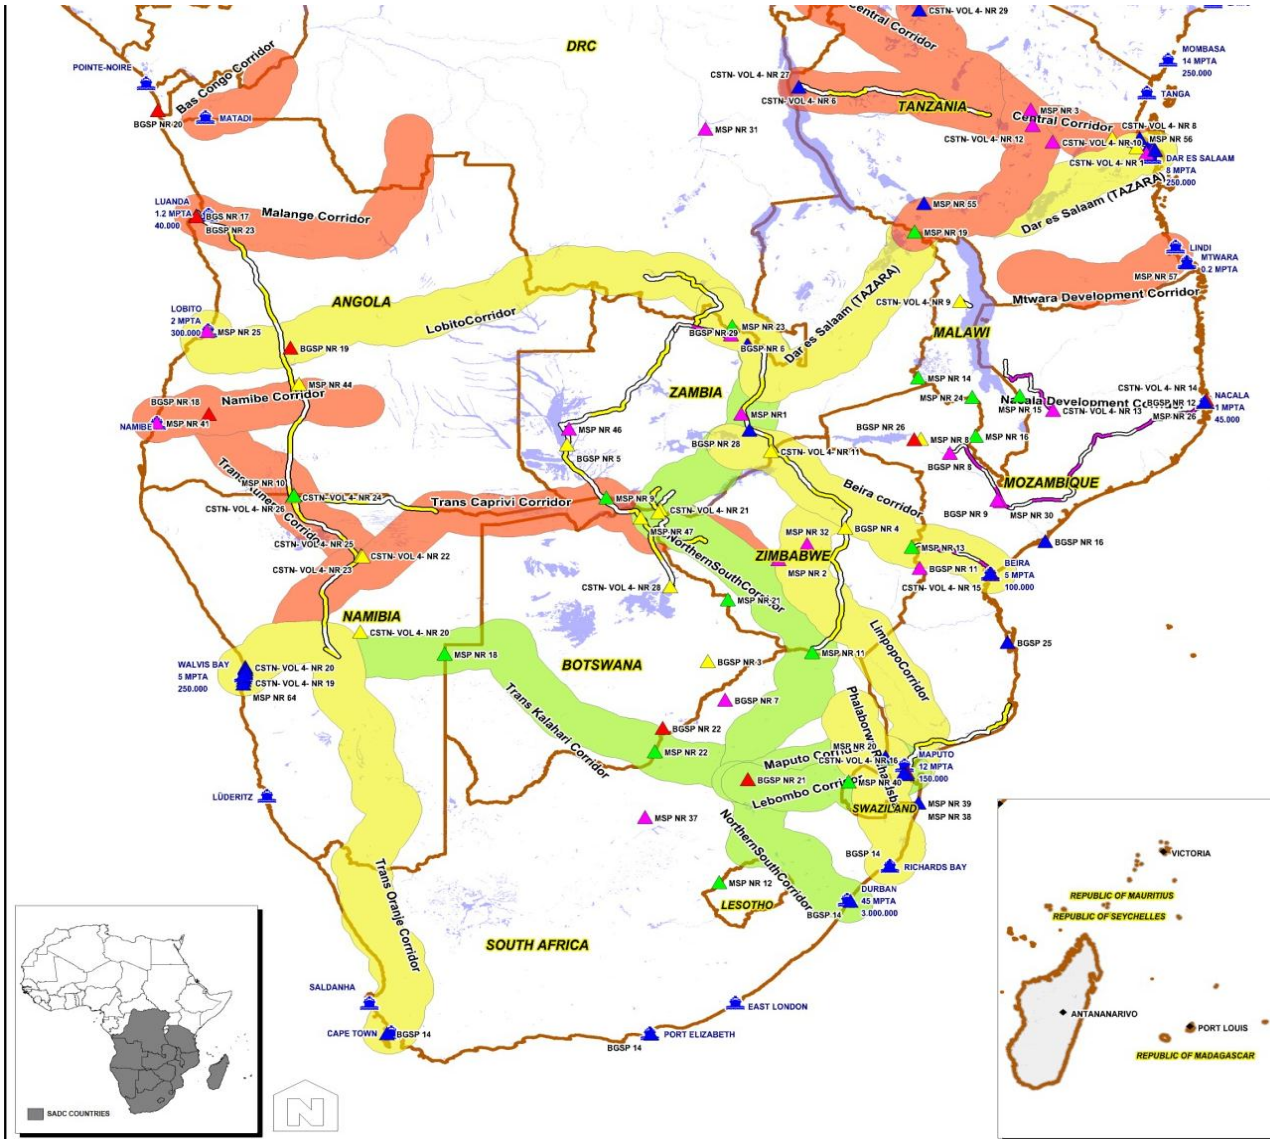 CSTN- VOL 4- NR 29
Central Corridor
DRC
MOMBASA
14 MPTA
250.000
POINTE-NOIRE
Bas Congo Corridor
CSTN- VOL 4- NR 27
CSTN- VOL 4- NR 6
TANZANIA
TANGA
MSP NR 3
Central Corridor
BGSP NR 20
MATADI
MSP NR 31
CSTN- VOL 4- NR 8
MSP NR 56
CSTN- VOL 4- NR 12
CSTN- VOL 4- NR 10
CSTN- VOL 4- NR 1
DAR ES SALAAM
8 MPTA
250.000
Dar es Salaam (TAZARA)
LUANDA
1.2 MPTA
40.000
BGS NR 17
BGSP NR 23
Malange Corridor
MSP NR 55
MSP NR 19
LINDI
MTWARA
0.2 MPTA
MSP NR 57
Mtwara Development Corridor
Dar es Salaam (TAZARA)
CSTN- VOL 4- NR 9
ANGOLA
LobitoCorridor
LOBITO
2 MPTA
300.000
MSP NR 25
BGSP NR 19
BGSP NR 29
MSP NR 23
BGSP NR 6
MALAWI
MSP NR 44
Namibe Corridor
BGSP NR 18
NAMIBE
MSP NR 41
ZAMBIA
MSP NR 14
MSP NR 24
CSTN- VOL 4- NR 14
BGSP NR 12
MSP NR 26
NACALA
1 MPTA
45.000
Nacala Development
MSP NR 15
CSTN- VOL 4- NR 13
MSP NR1
MSP NR 46
BGSP NR 5
BGSP NR 28
CSTN- VOL 4- NR 11
BGSP NR 26
MSP NR 8
MSP NR 16
BGSP NR 8
MOZAMBIQUE
Beira corridor
BGSP NR 9
MSP NR 30
MSP NR 10
CSTN- VOL 4- NR 24
CSTN- VOL 4- NR 26
Trans Caprivi Corridor
MSP NR 9
CSTN- VOL 4- NR 21
MSP NR 47
BGSP NR 4
MSP NR 32
ZIMBABWE
MSP NR 2
MSP NR 13
BGSP NR 16
BGSP NR 11
CSTN- VOL 4- NR 15
BEIRA
5 MPTA
100.000
CSTN- VOL 4- NR 25
CSTN- VOL 4- NR 22
CSTN- VOL 4- NR 23
NorthernSouthCorridor
CSTN- VOL 4- NR 28
MSP NR 21
NAMIBIA
CSTN- VOL 4- NR 20
BGSP 25
LimpopoCorridor
WALVIS BAY
5 MPTA
250.000
CSTN- VOL 4- NR 20
CSTN- VOL 4- NR 19
MSP NR 64
MSP NR 18
BOTSWANA
BGSP NR 3
MSP NR 11
BGSP NR 7
Trans Kalahari Corridor
BGSP NR 22
MSP NR 22
MSP NR 20
CSTN- VOL 4- NR 16
MAPUTO
12 MPTA
150.000
BGSP NR 21
MSP NR 40
SWAZILAND
MSP NR 39
MSP NR 38
LÜDERITZ
MSP NR 37
NorthernSouthCorridor
BGSP 14
RICHARDS BAY
Trans Oranje Corridor
MSP NR 12
LESOTHO
DURBAN
45 MPTA
3.000.000
BGSP 14
SOUTH AFRICA
SALDANHA
CAPE TOWN
BGSP 14
EAST LONDON
PORT ELIZABETH
BGSP 14
SADC COUNTRIES
N
VICTORIA
REPUBLIC OF MAURITIUS
REPUBLIC OF SEYCHELLES
ANTANANARIVO
PORT LOUIS
REPUBLIC OF MADAGASCAR